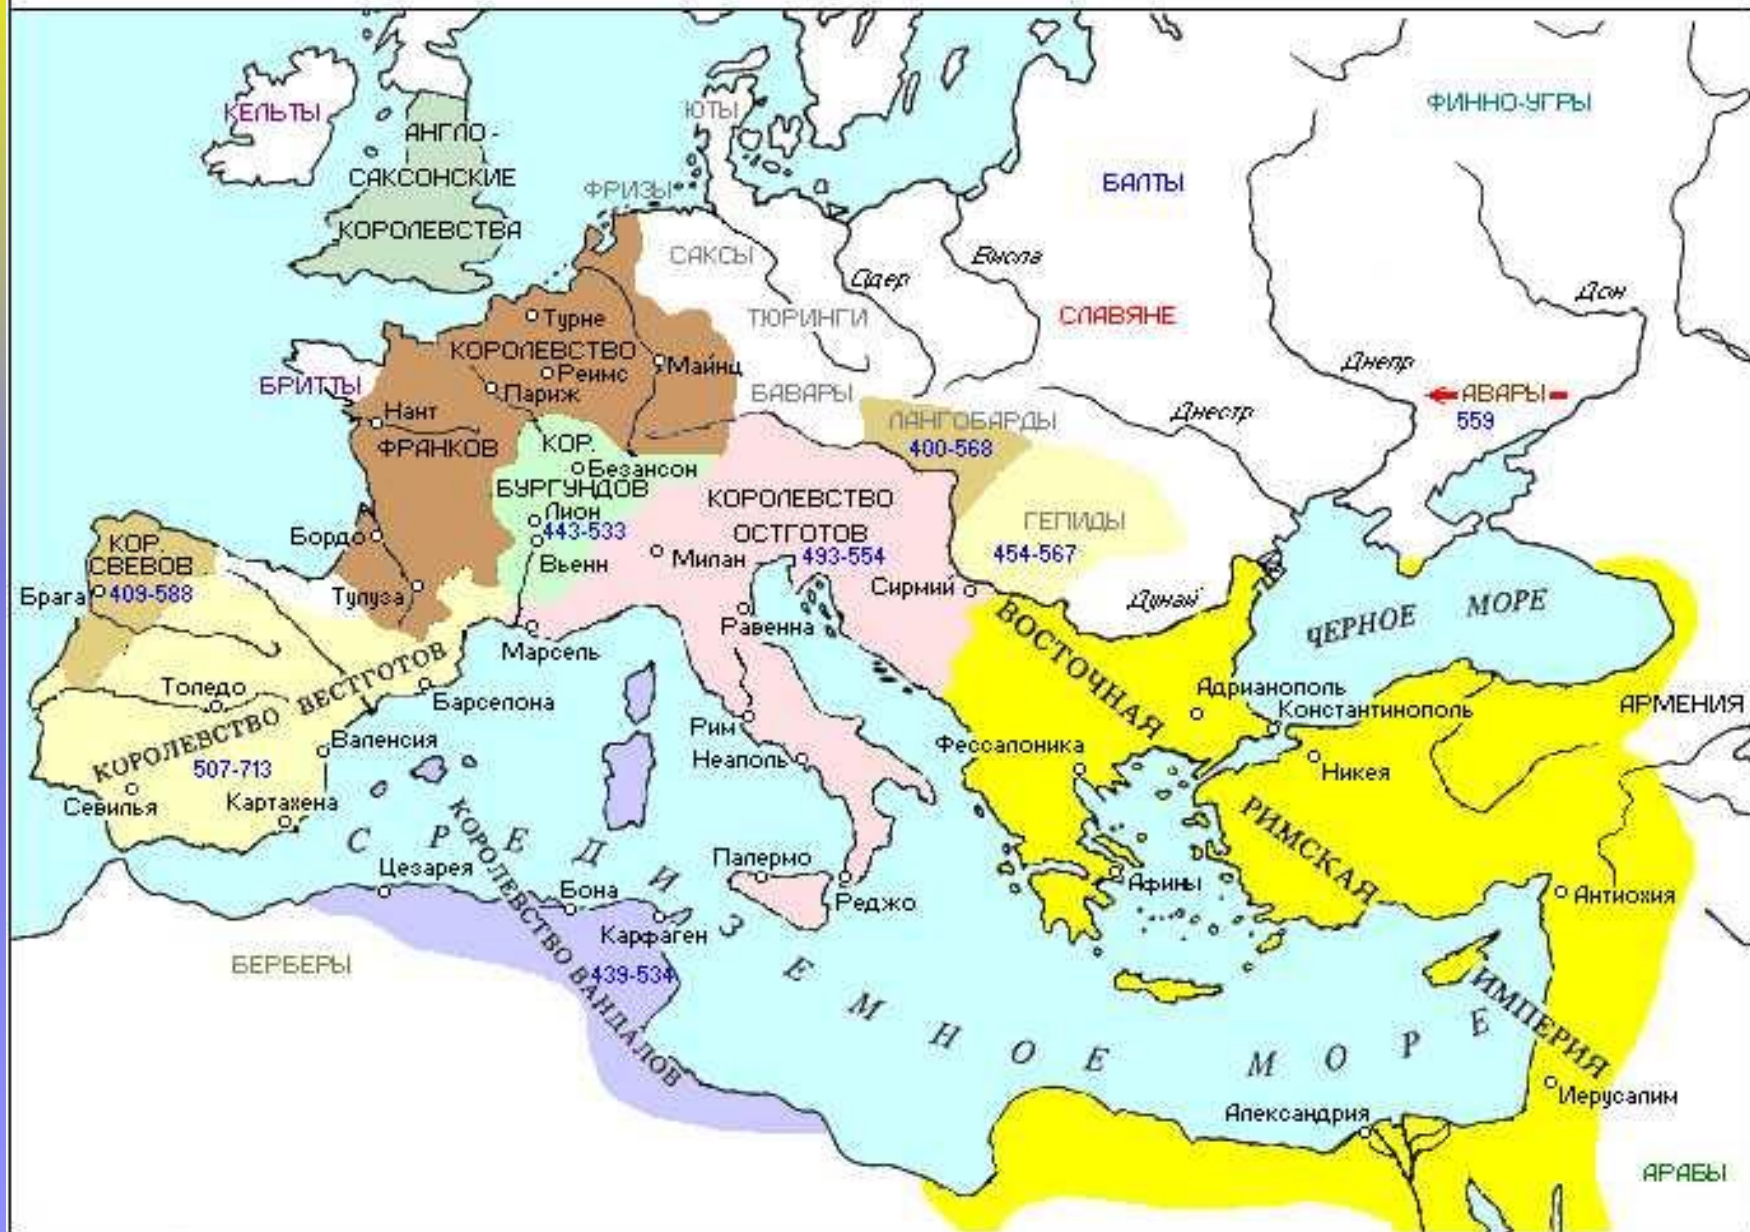 КЕЛЬТЫ
АНГЛО-
САКСОНСКИЕ
КОРОЛЕВСТВА
ЮТЫ
ФРИЗЫ
САКСЫ
ТЮРИНГИ
БАВАРЫ
ФИННО-УГРЫ
БАЛТЫ
СЛАВЯНЕ
Одер
Висла
Дон
Днепр
Днестр
АВАРЫ
559
БРИТТЫ
Турне
КОРОЛЕВСТВО
Реимс
Майнц
Париж
Нант
ФРАНКОВ
Бордо
Тулуза
КОР.
Безансон
БУРГУНДОВ
Лион
443-533
Вьенн
ЛАНГОБАРДЫ
400-568
ГЕПИДЫ
454-567
КОРОЛЕВСТВО
ОСТГОТОВ
493-554
Милан
Сирмий
Равенна
Марсель
Рим
Неаполь
Палермо
Реджо
КОР.
СВЕВОВ
Брага
409-588
Толедо
КОРОЛЕВСТВО ВЕСТГОТОВ
507-713
Барселона
Валенсия
Севилья
Картахена
Дунай
ЧЕРНОЕ МОРЕ
ВОСТОЧНАЯ
РИМСКАЯ
ИМПЕРИЯ
Адрианополь
Константинополь
Фессалоника
Никея
АРМЕНИЯ
Афины
Антиохия
Иерусалим
Александрия
АРАБЫ
СРЕДИЗЕМНОЕ МОРЕ
Цезарея
Бона
Карфаген
439-534
КОРОЛЕВСТВО ВАНДАЛОВ
БЕРБЕРЫ